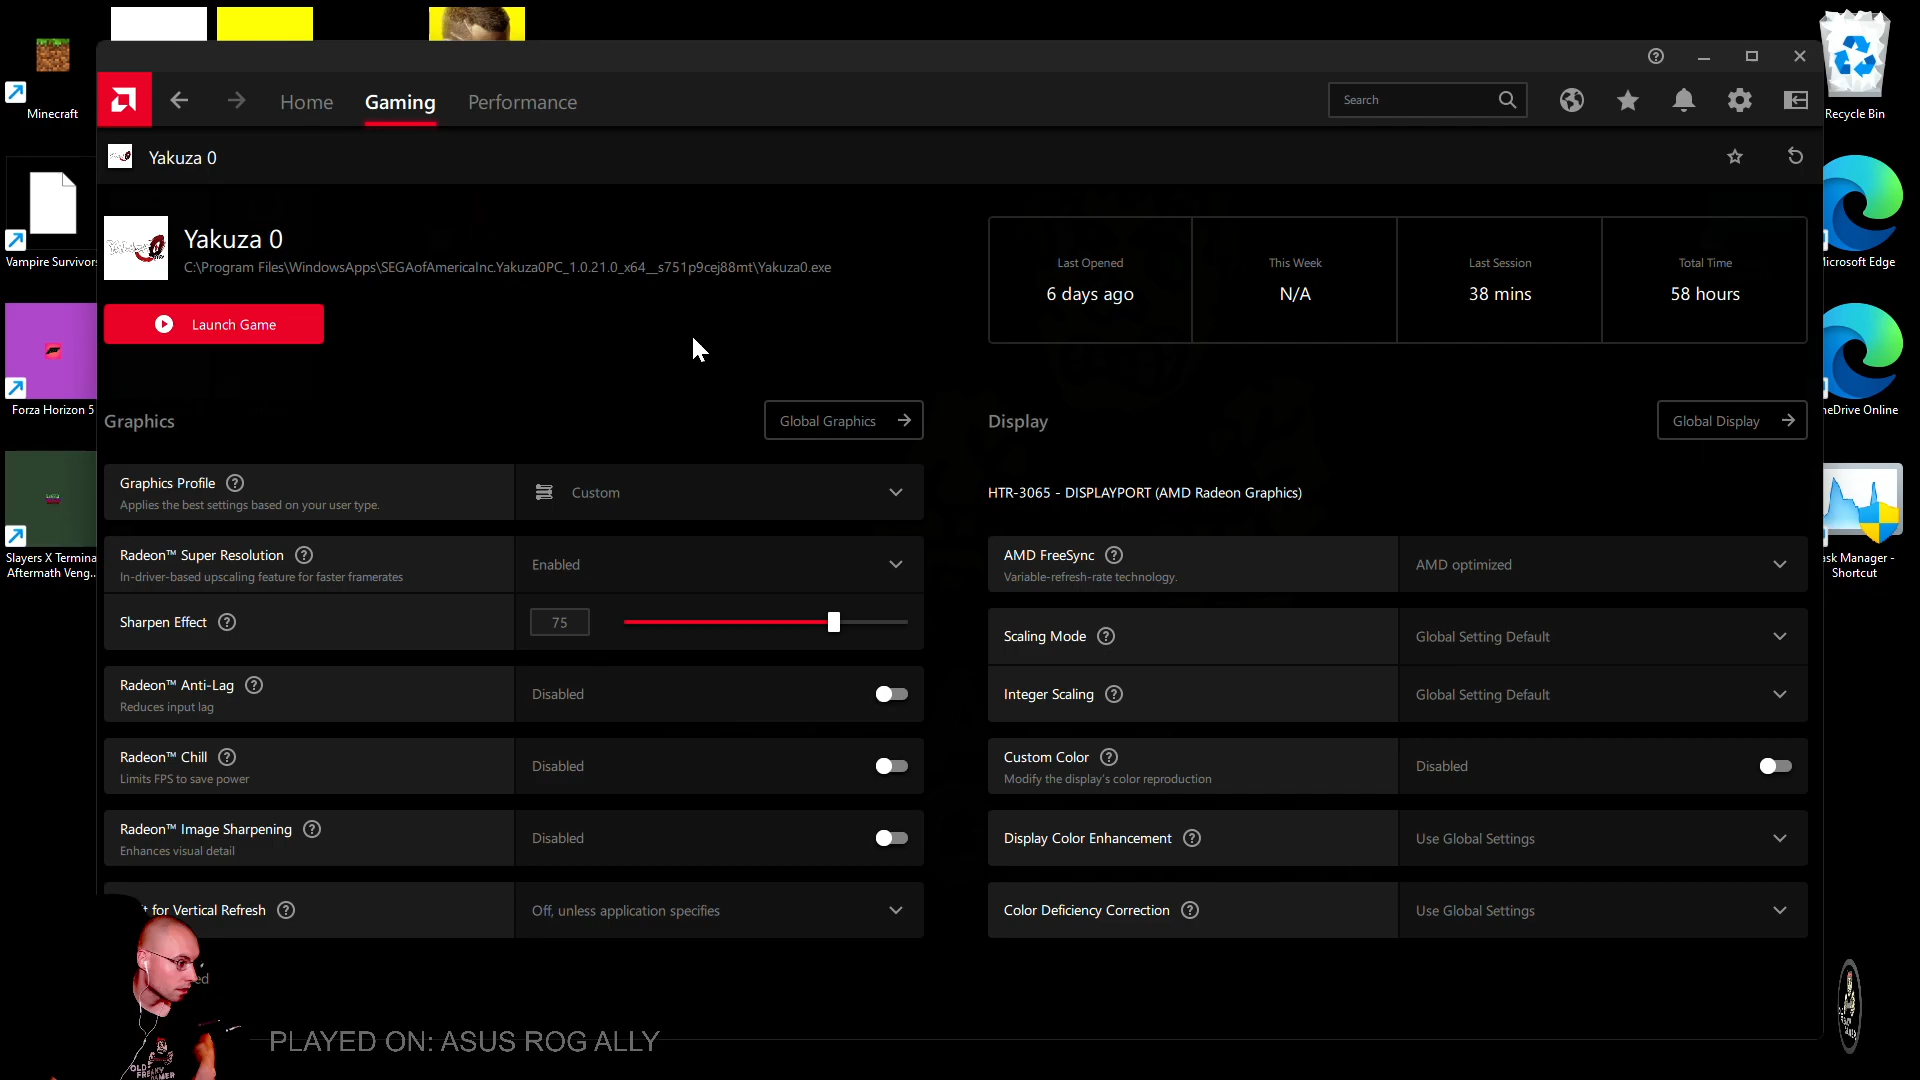 Minecraft
Vampire Survivors
Forza Horizon 5
Slayers X Termina
Aftermath Veng...
Home
Gaming
Performance
Search
Yakuza 0
Yakuza 0
C:\Program Files\WindowsApps\SEGAofAmericaInc.Yakuza0PC_1.0.21.0_x64__s751p9cej88mt\Yakuza0.exe
Launch Game
Last Opened
6 days ago
This Week
N/A
Last Session
38 mins
Total Time
58 hours
Graphics
Global Graphics
Graphics Profile
Applies the best settings based on your user type.
Custom
Radeon™ Super Resolution
In-driver-based upscaling feature for faster framerates
Enabled
Sharpen Effect
75
Radeon™ Anti-Lag
Reduces input lag
Disabled
Radeon™ Chill
Limits FPS to save power
Disabled
Radeon™ Image Sharpening
Enhances visual detail
Disabled
t for Vertical Refresh
Off, unless application specifies
ed
Display
Global Display
HTR-3065 - DISPLAYPORT (AMD Radeon Graphics)
AMD FreeSync
Variable-refresh-rate technology.
AMD optimized
Scaling Mode
Global Setting Default
Integer Scaling
Global Setting Default
Custom Color
Modify the display's color reproduction
Disabled
Display Color Enhancement
Use Global Settings
Color Deficiency Correction
Use Global Settings
Recycle Bin
Microsoft Edge
neDrive Online
ask Manager -
Shortcut
OLD
FREAKY
GAMER
PLAYED ON: ASUS ROG ALLY